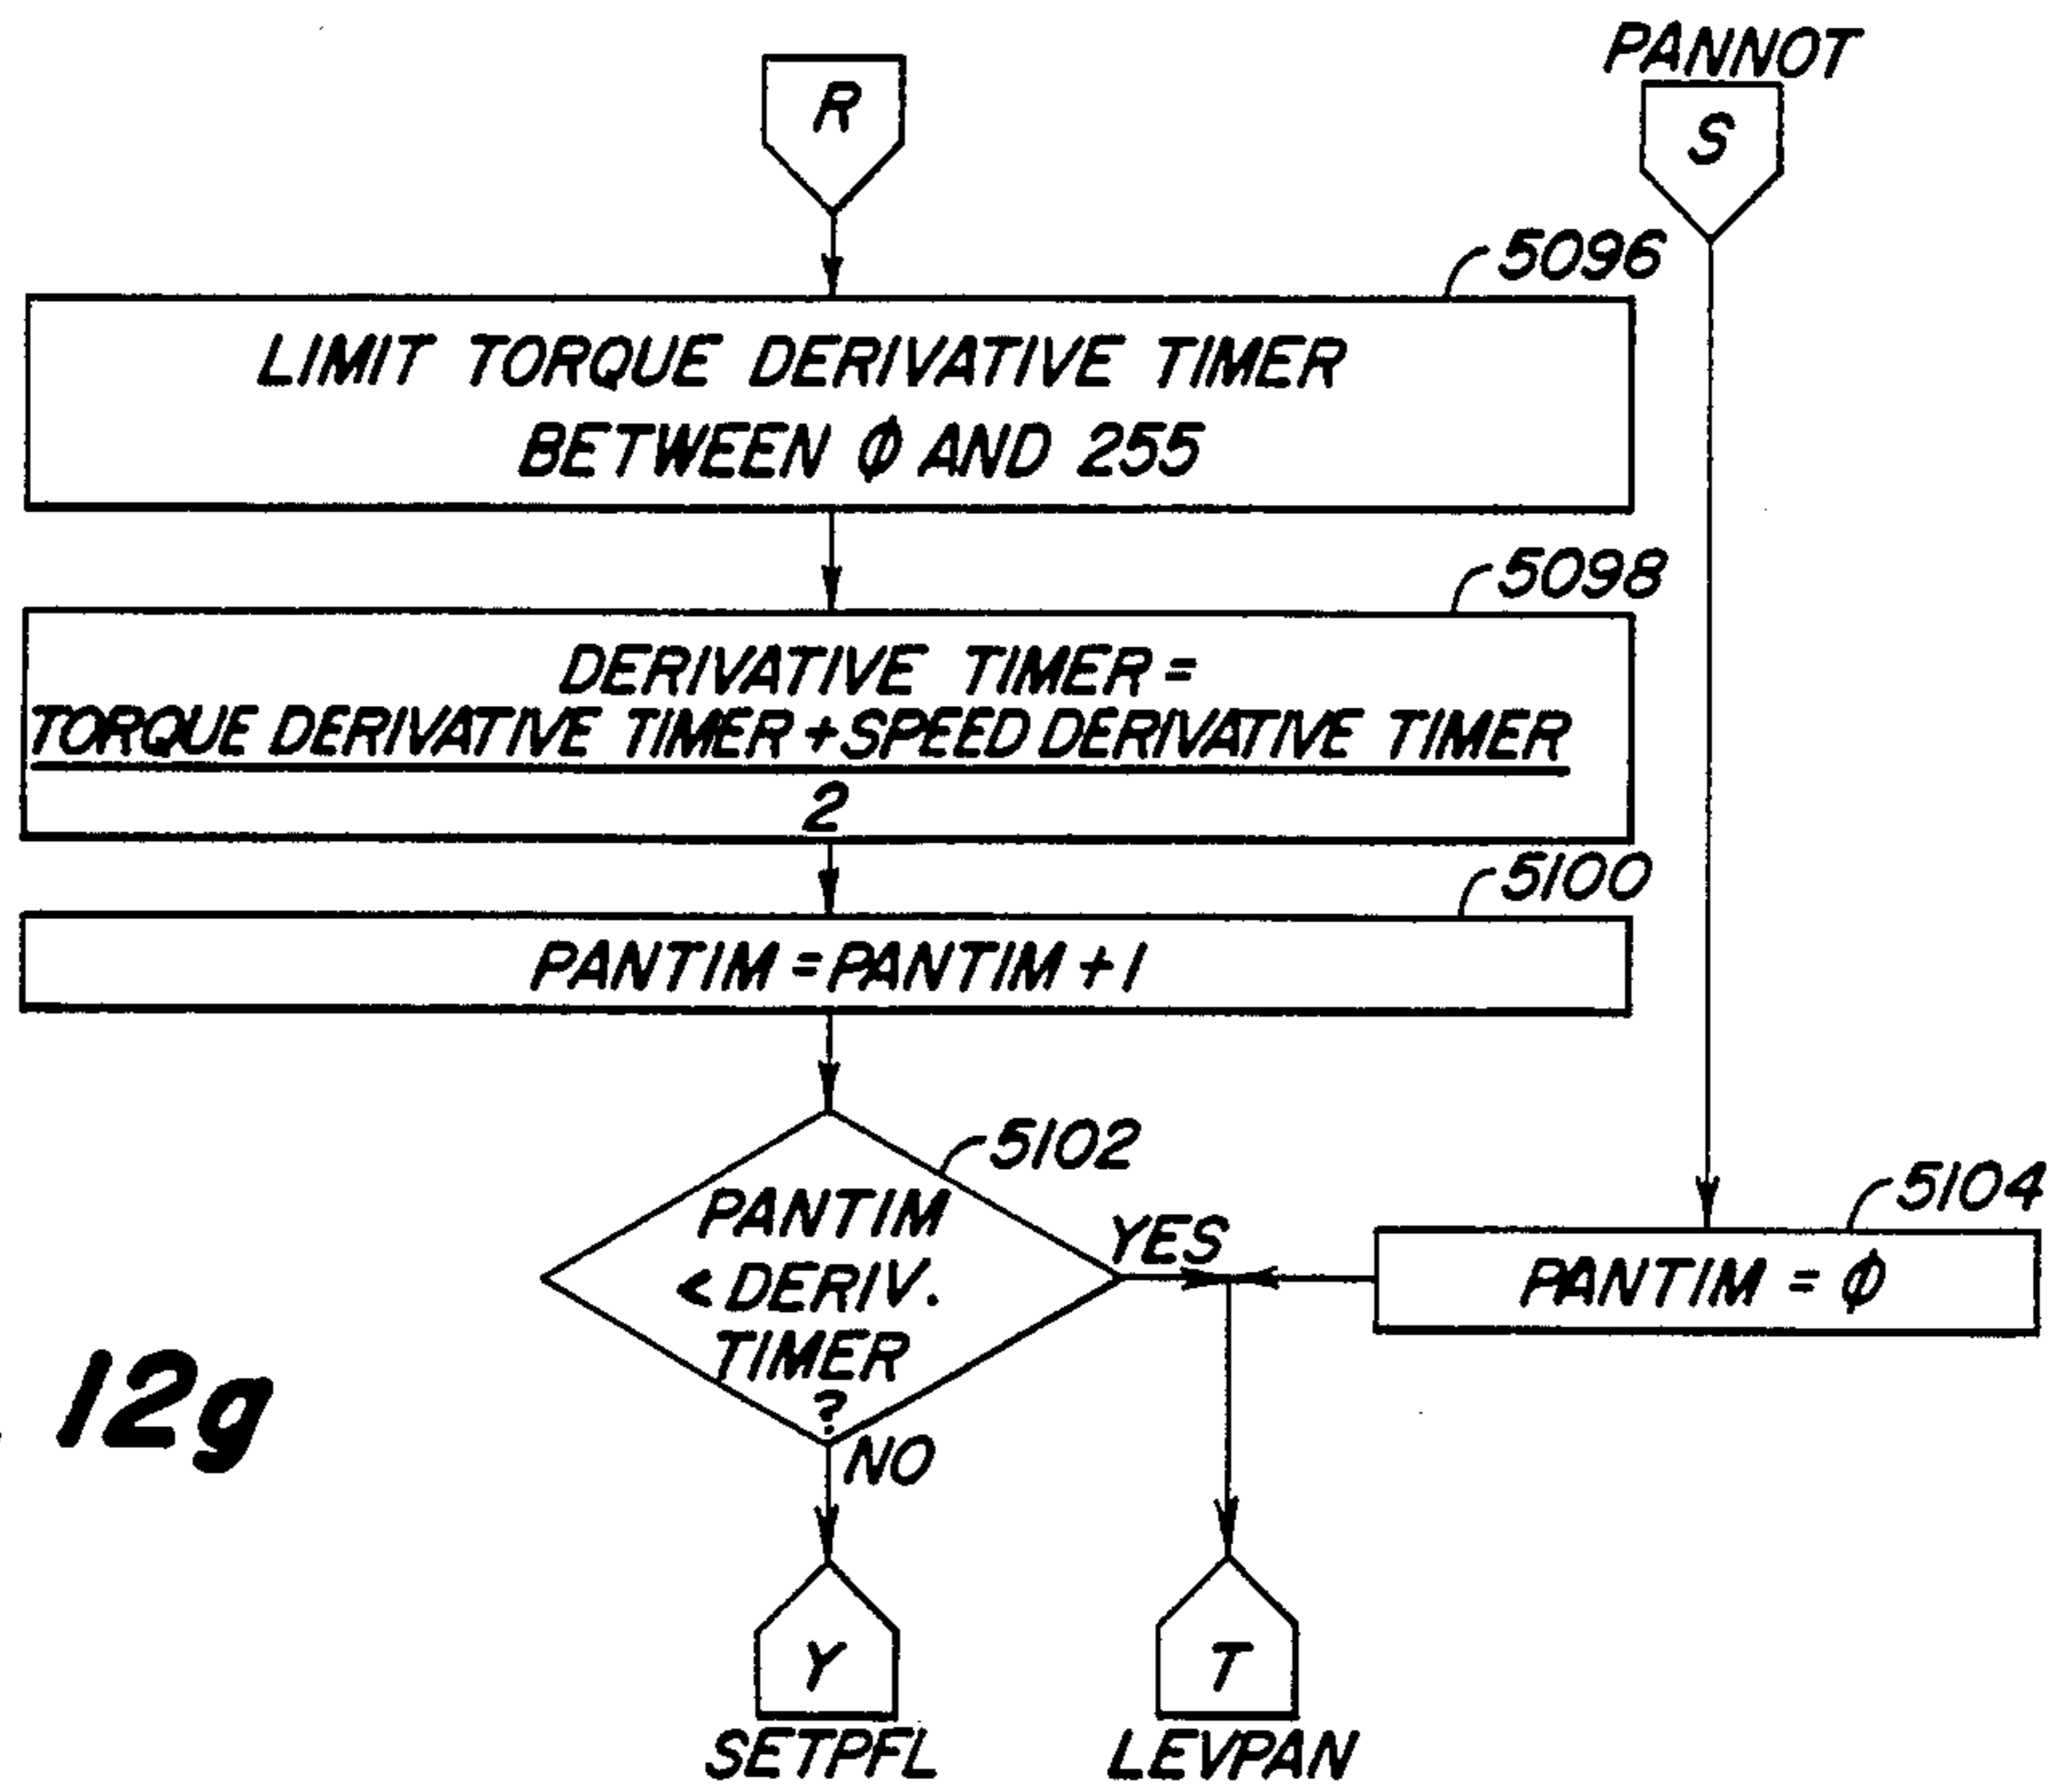 PANNOT
R
S
5096
LIMIT TORQUE DERIVATIVE TIMER
BETWEEN φ AND 255
5098
DERIVATIVE TIMER =
TORQUE DERIVATIVE TIMER + SPEED DERIVATIVE TIMER
2
5100
PANTIM = PANTIM + 1
5102
PANTIM
< DERIV.
TIMER
?
YES
NO
5104
PANTIM = φ
12g
Y
T
SETPFL
LEVPAN